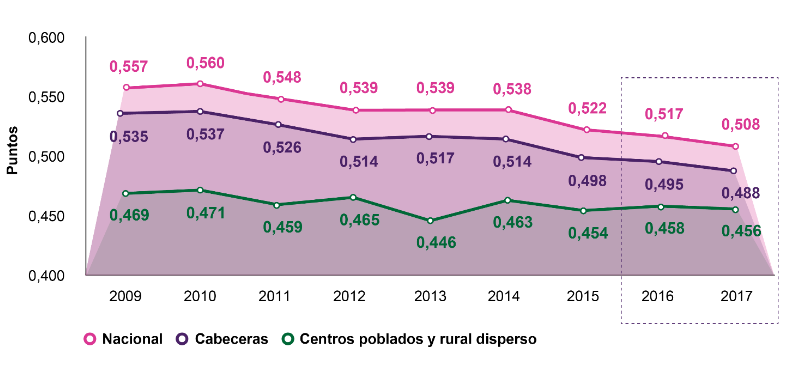 Puntos
0,600
0,550
0,500
0,450
0,400
0,557 0,560 0,548 0,539 0,539 0,538 0,522 0,517 0,508
0,535 0,537 0,526 0,514 0,517 0,514 0,498 0,495 0,488
0,469 0,471 0,459 0,465 0,446 0,463 0,454 0,458 0,456
2009 2010 2011 2012 2013 2014 2015 2016 2017
Nacional Cabeceras Centros poblados y rural disperso